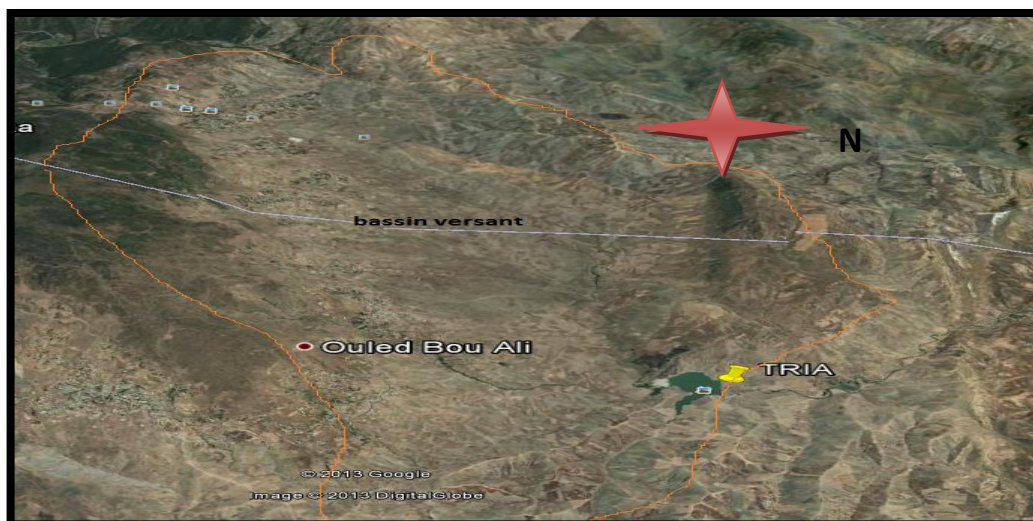 N
a
bassin versant
Ouled Bou Ali
TRIA
© 2013 Google
Image © 2013 DigitalGlobe